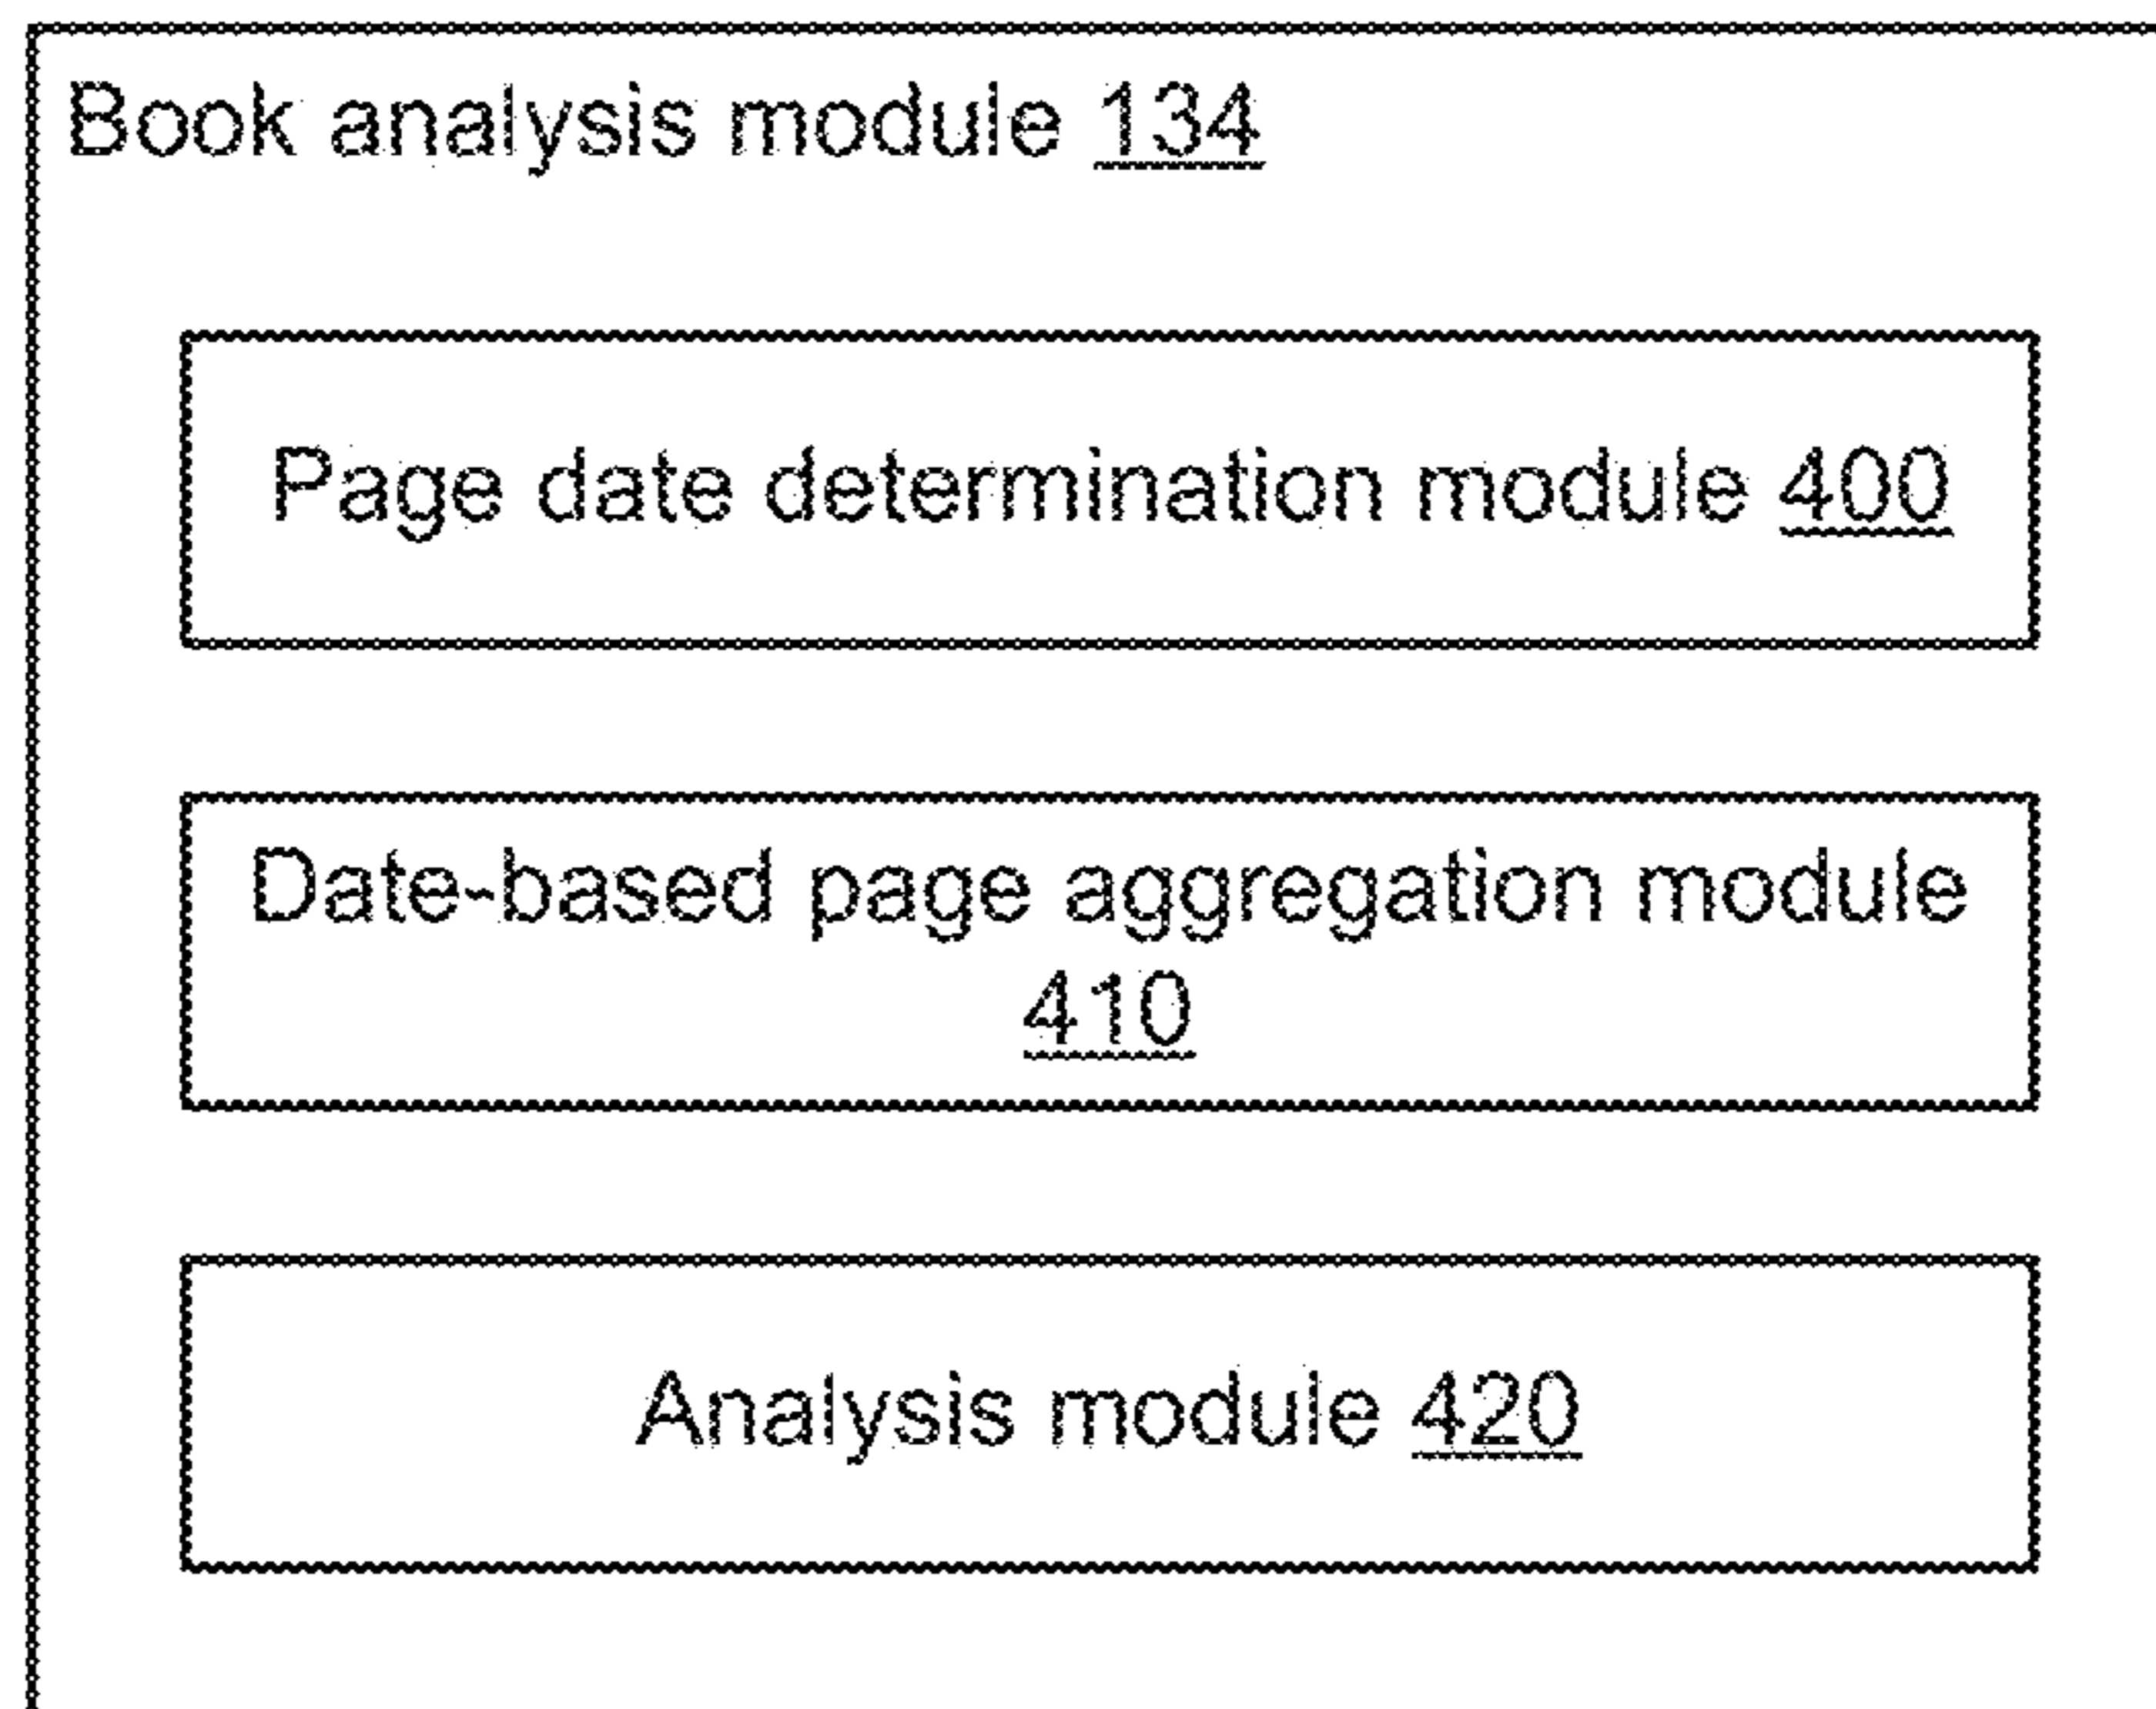 Book analysis module 134
Page date determination module 400
Date-based page aggregation module
410
Analysis module 420